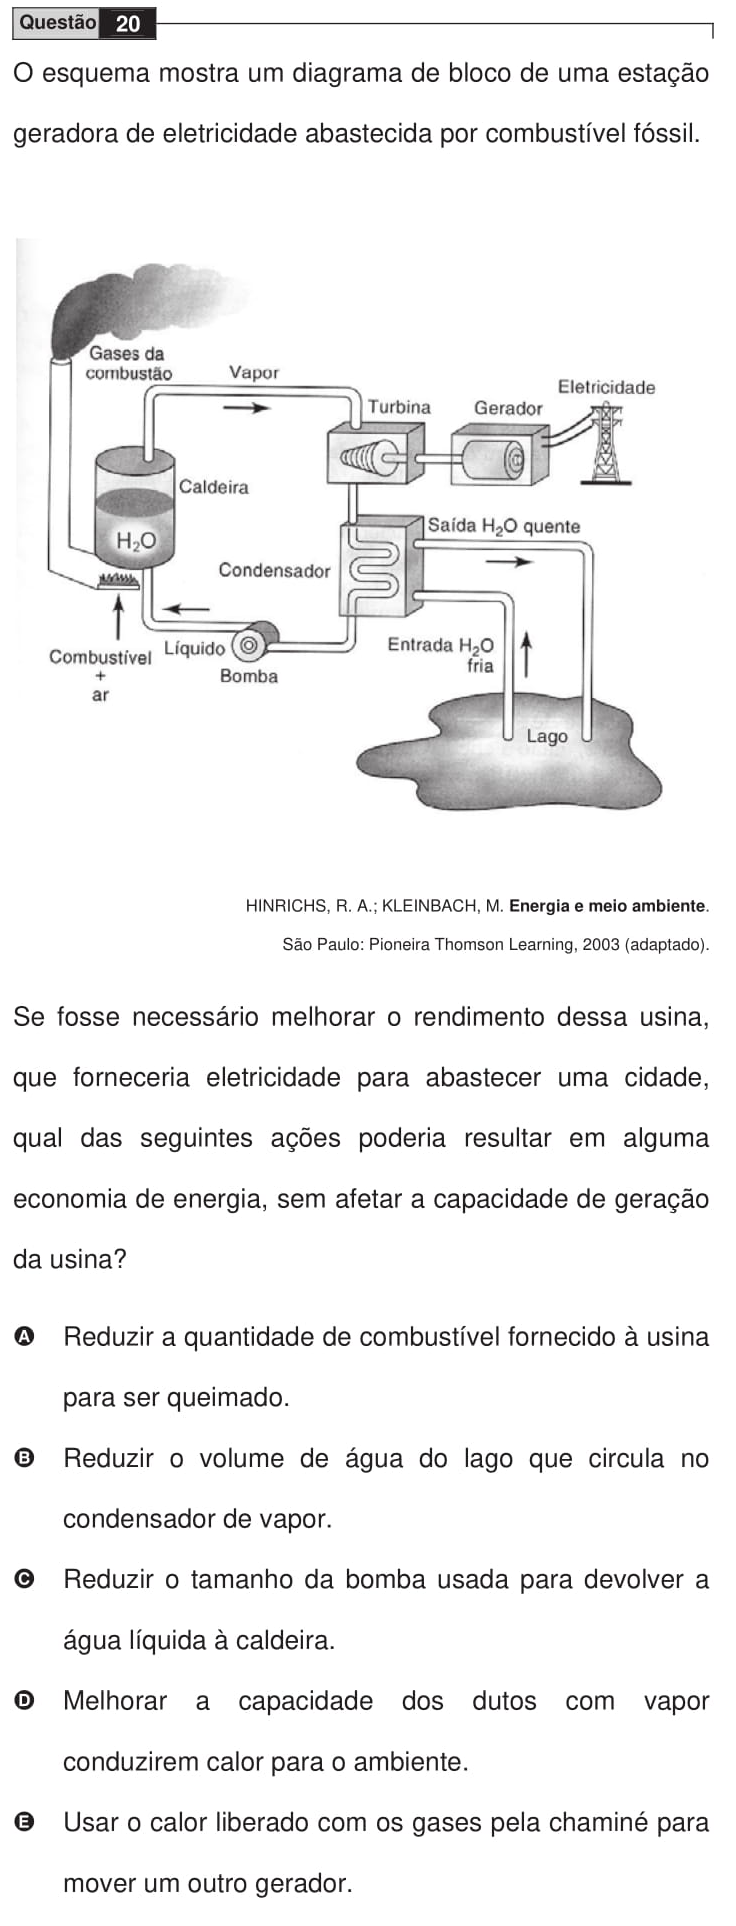 Questão 20
O esquema mostra um diagrama de bloco de uma estação
geradora de eletricidade abastecida por combustível fóssil.
Gases da
combustão
Vapor
Eletricidade
Turbina
Gerador
Caldeira
H₂O
Saída H₂O quente
Condensador
Entrada H₂O
fria
Líquido
Combustível
+
ar
Bomba
Lago
HINRICHS, R. A.; KLEINBACH, M. Energia e meio ambiente.
São Paulo: Pioneira Thomson Learning, 2003 (adaptado).
Se fosse necessário melhorar o rendimento dessa usina,
que forneceria eletricidade para abastecer uma cidade,
qual das seguintes ações poderia resultar em alguma
economia de energia, sem afetar a capacidade de geração
da usina?
A Reduzir a quantidade de combustível fornecido à usina
para ser queimado.
B Reduzir o volume de água do lago que circula no
condensador de vapor.
C Reduzir o tamanho da bomba usada para devolver a
água líquida à caldeira.
D Melhorar a capacidade dos dutos com vapor
conduzirem calor para o ambiente.
E Usar o calor liberado com os gases pela chaminé para
mover um outro gerador.